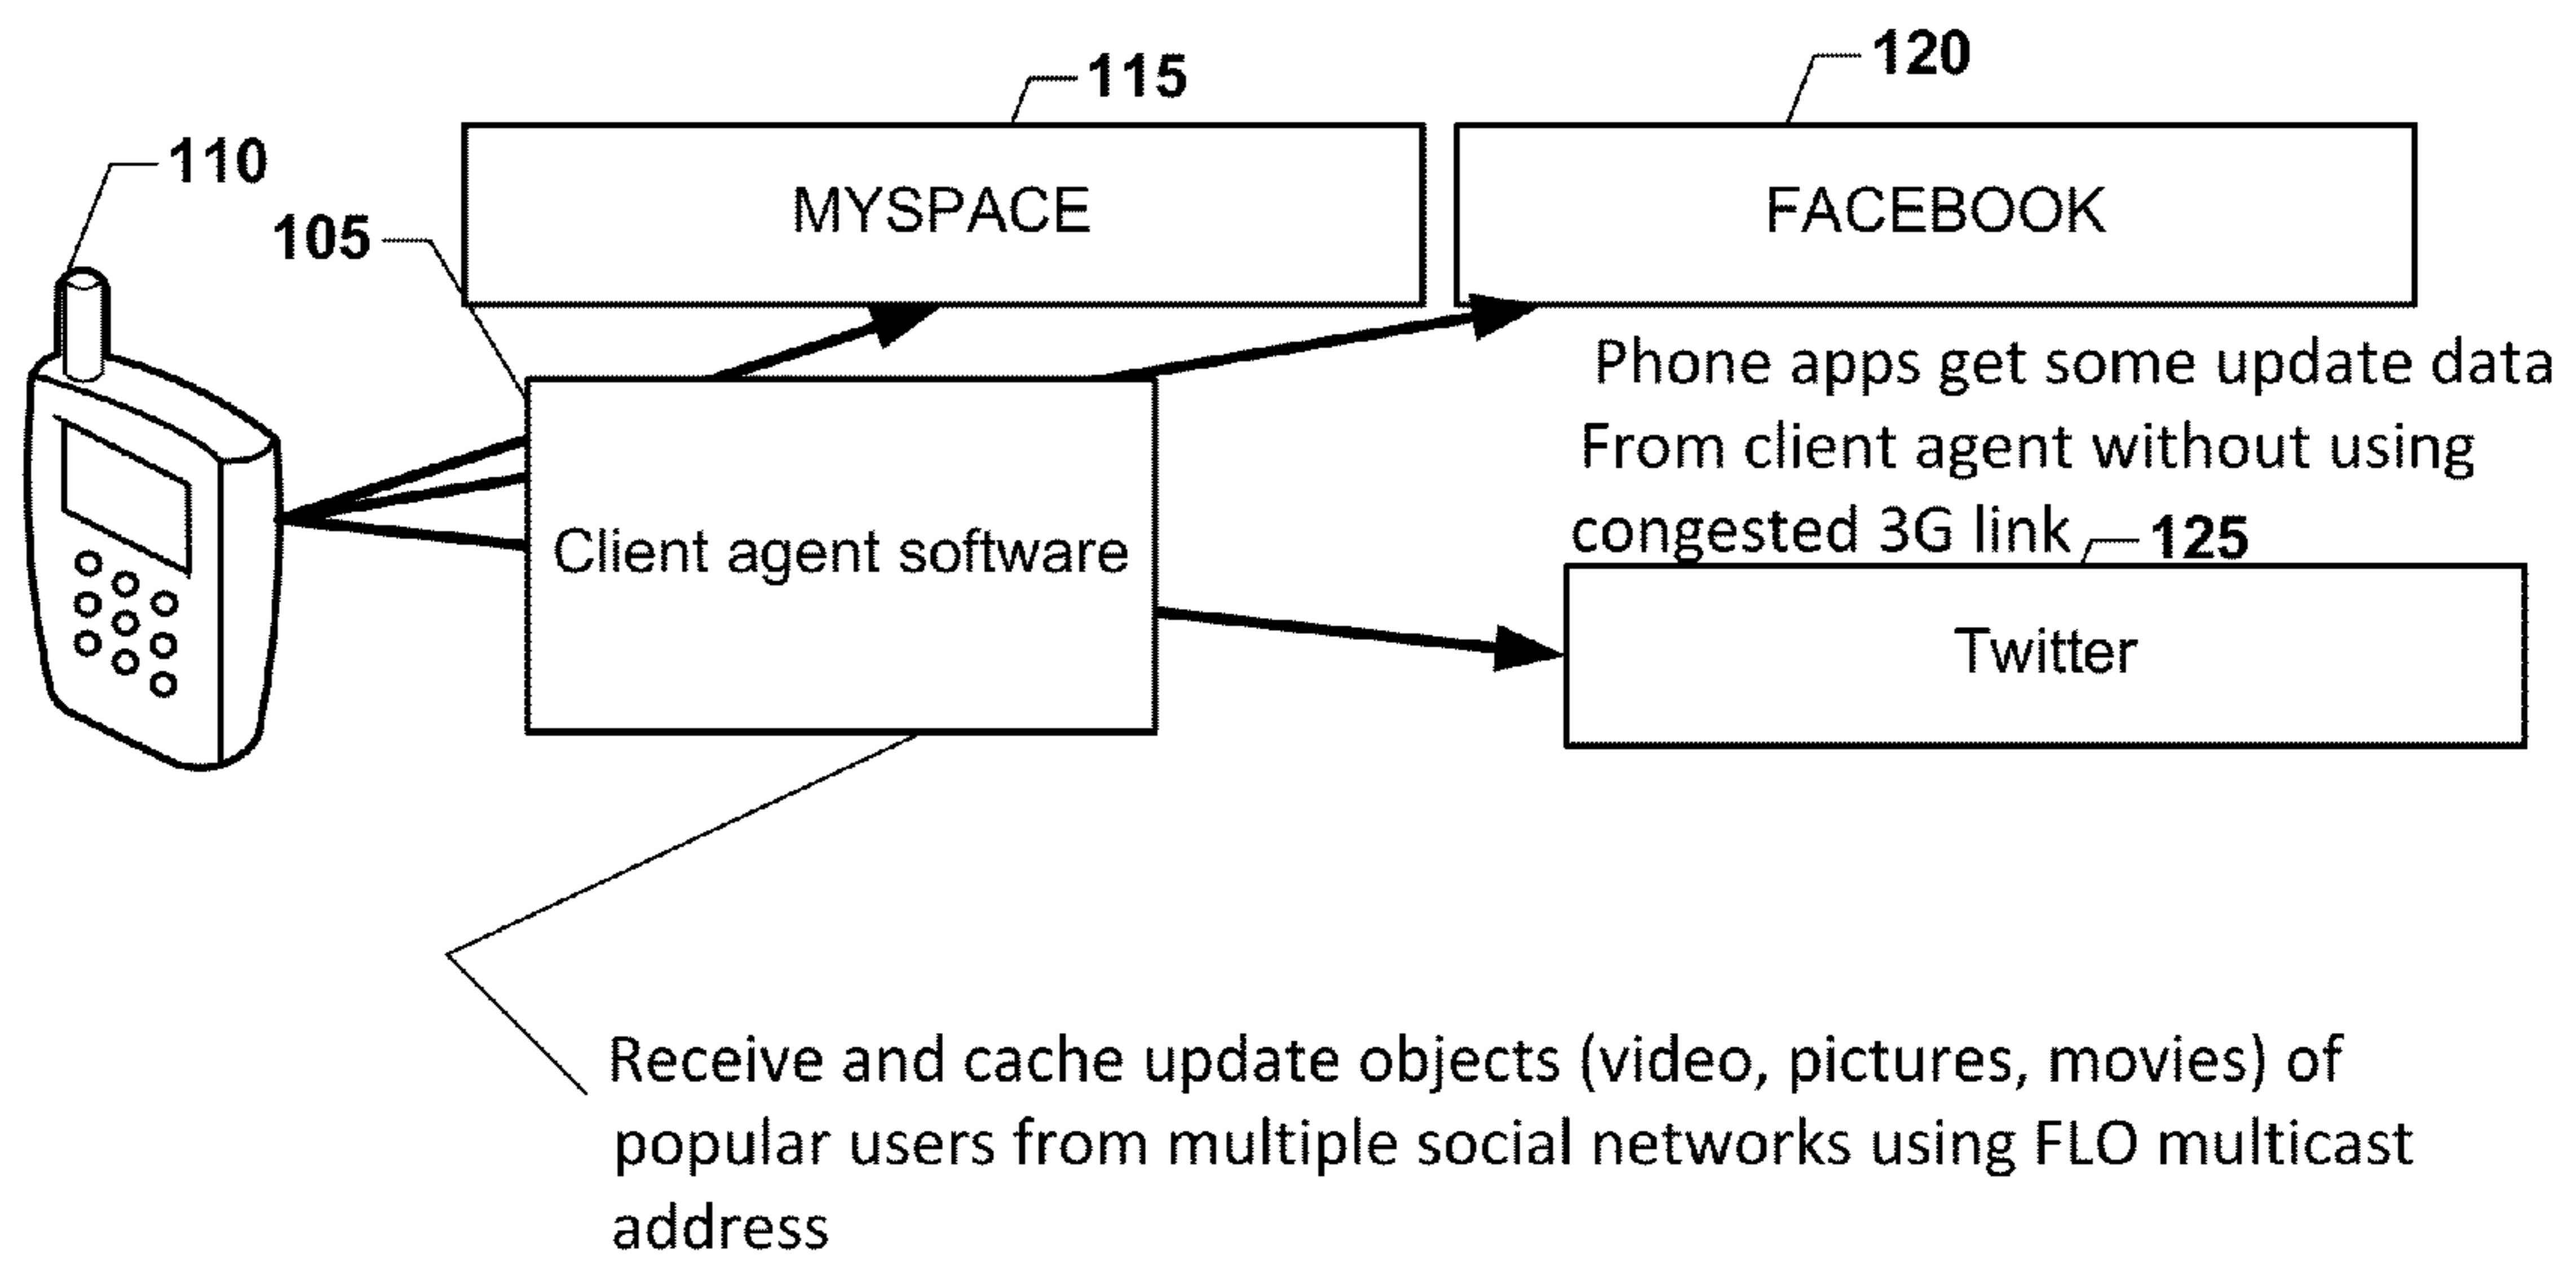 115
120
110
105
MYSPACE
FACEBOOK
Phone apps get some update data
From client agent without using
congested 3G link
125
Client agent software
Twitter
Receive and cache update objects (video, pictures, movies) of
popular users from multiple social networks using FLO multicast
address